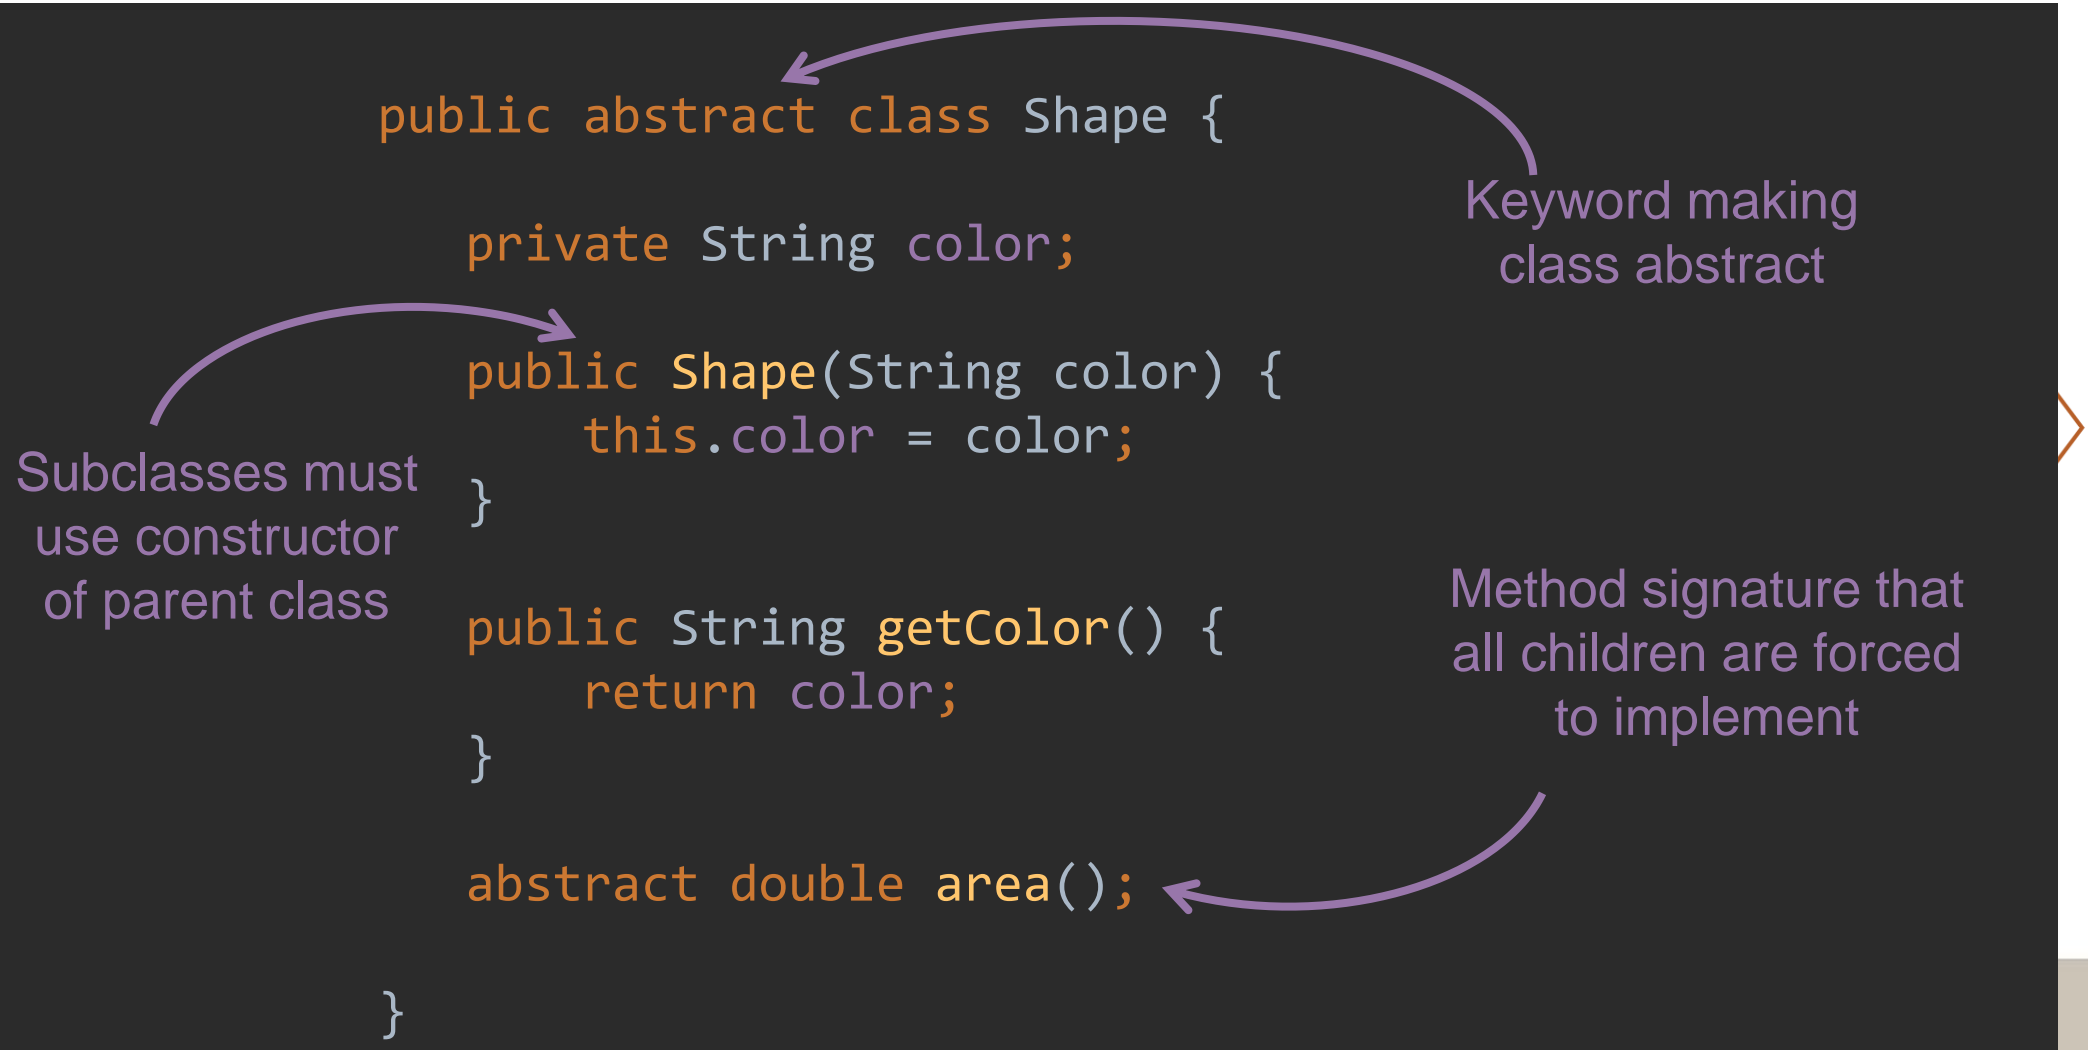 public abstract class Shape {
Keyword making
class abstract
private String color;
public Shape(String color) {
this.color = color;
}
Subclasses must
use constructor
of parent class
public String getColor() {
return color;
}
Method signature that
all children are forced
to implement
abstract double area();
}